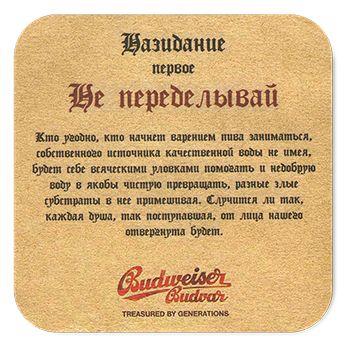 Назидание
первое
Не переделывай
Кто угодно, кто начнет варением пива заниматься,
собственного источника качественной воды не имея,
будет себе всяческими уловками помогать и недобрую
воду в якобы чистую превращать, разные злые
субстраты в нее примешивая. Случится ли так,
каждая душа, так поступавшая, от лица нашего
отвергнута будет.
Budweiser
Budvar
TREASURED BY GENERATIONS